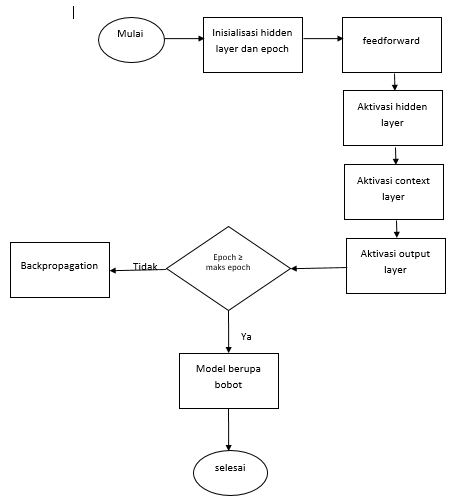 Mulai
Inisialisasi hidden
layer dan epoch
feedforward
Aktivasi hidden
layer
Aktivasi context
layer
Aktivasi output
layer
Epoch ≥
maks epoch
Tidak
Backpropagation
Ya
Model berupa
bobot
selesai